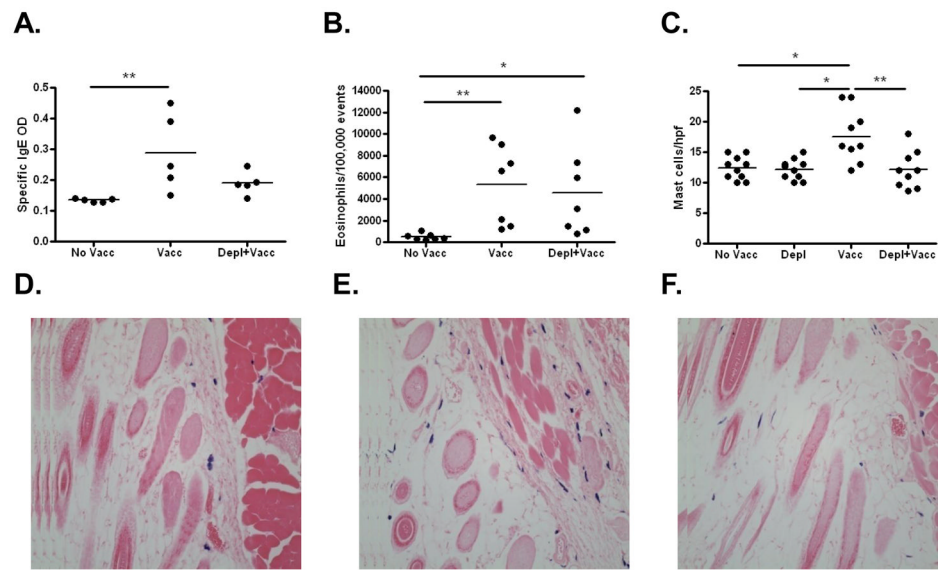 A.
B.
C.
**
Specific IgE OD
0.5
0.4
0.3
0.2
0.1
0.0
No Vacc Vacc Depl+Vacc
*
**
Eosinophils/100,000 events
14000
12000
10000
8000
6000
4000
2000
0
No Vacc Vacc Depl+Vacc
*
* **
Mast cells/hpf
25
20
15
10
5
0
No Vacc Depl Vacc Depl+Vacc
D.
E.
F.